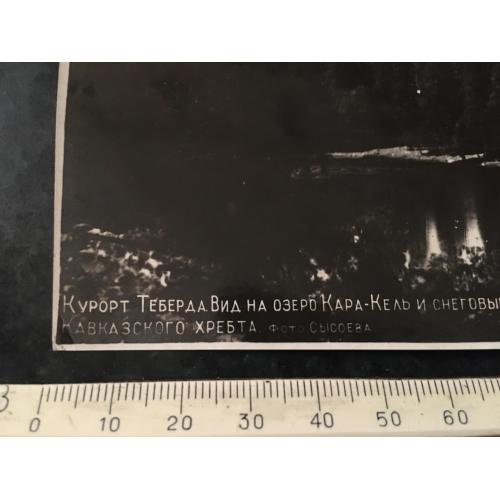 Курорт Теберда. Вид на озеро Кара-Кель и снеговы
Кавказского хребта. Фото Сысоева
3 0 10 20 30 40 50 60